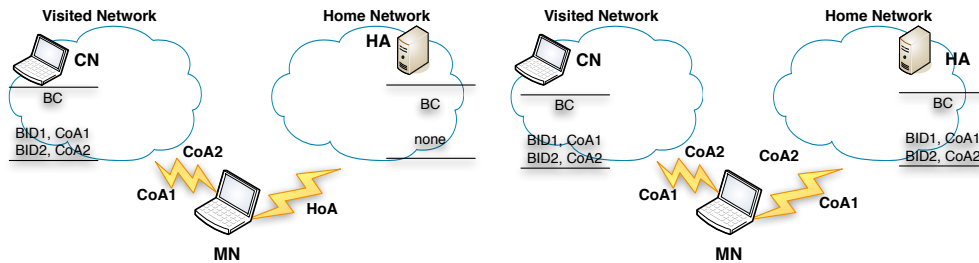 Visited Network
Home Network
CN
HA
BC
BC
BID1, CoA1
BID2, CoA2
none
CoA2
CoA1
HoA
MN
Visited Network
Home Network
CN
HA
BC
BC
BID1, CoA1
BID2, CoA2
BID1, CoA1
BID2, CoA2
CoA2
CoA2
CoA1
CoA1
MN